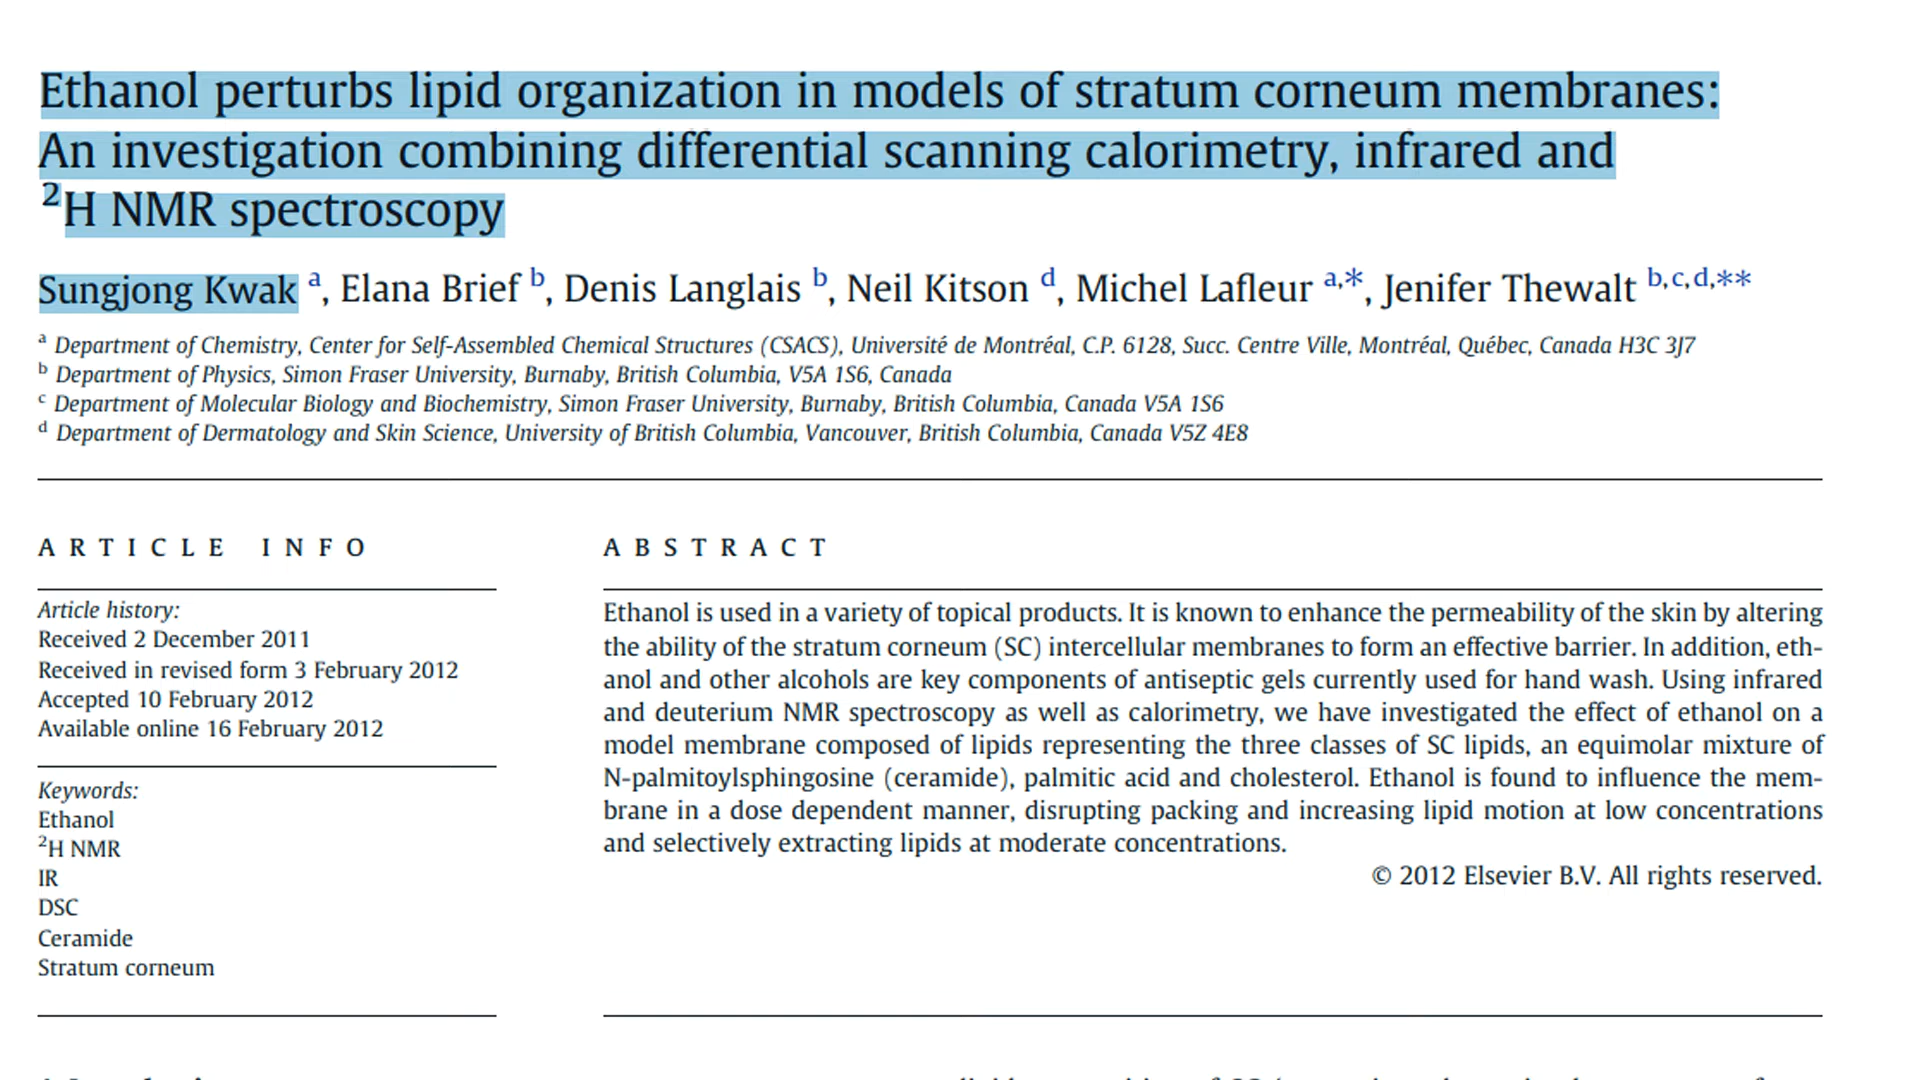 Ethanol perturbs lipid organization in models of stratum corneum membranes:
An investigation combining differential scanning calorimetry, infrared and
²H NMR spectroscopy
Sungjong Kwak a, Elana Brief b, Denis Langlais b, Neil Kitson d, Michel Lafleur a,*, Jenifer Thewalt b,c,d,**
a Department of Chemistry, Center for Self-Assembled Chemical Structures (CSACS), Université de Montréal, C.P. 6128, Succ. Centre Ville, Montréal, Québec, Canada H3C 3J7
b Department of Physics, Simon Fraser University, Burnaby, British Columbia, V5A 1S6, Canada
c Department of Molecular Biology and Biochemistry, Simon Fraser University, Burnaby, British Columbia, Canada V5A 1S6
d Department of Dermatology and Skin Science, University of British Columbia, Vancouver, British Columbia, Canada V5Z 4E8
ARTICLE INFO
Article history:
Received 2 December 2011
Received in revised form 3 February 2012
Accepted 10 February 2012
Available online 16 February 2012
Keywords:
Ethanol
²H NMR
IR
DSC
Ceramide
Stratum corneum
ABSTRACT
Ethanol is used in a variety of topical products. It is known to enhance the permeability of the skin by altering
the ability of the stratum corneum (SC) intercellular membranes to form an effective barrier. In addition, eth-
anol and other alcohols are key components of antiseptic gels currently used for hand wash. Using infrared
and deuterium NMR spectroscopy as well as calorimetry, we have investigated the effect of ethanol on a
model membrane composed of lipids representing the three classes of SC lipids, an equimolar mixture of
N-palmitoylsphingosine (ceramide), palmitic acid and cholesterol. Ethanol is found to influence the mem-
brane in a dose dependent manner, disrupting packing and increasing lipid motion at low concentrations
and selectively extracting lipids at moderate concentrations.
© 2012 Elsevier B.V. All rights reserved.